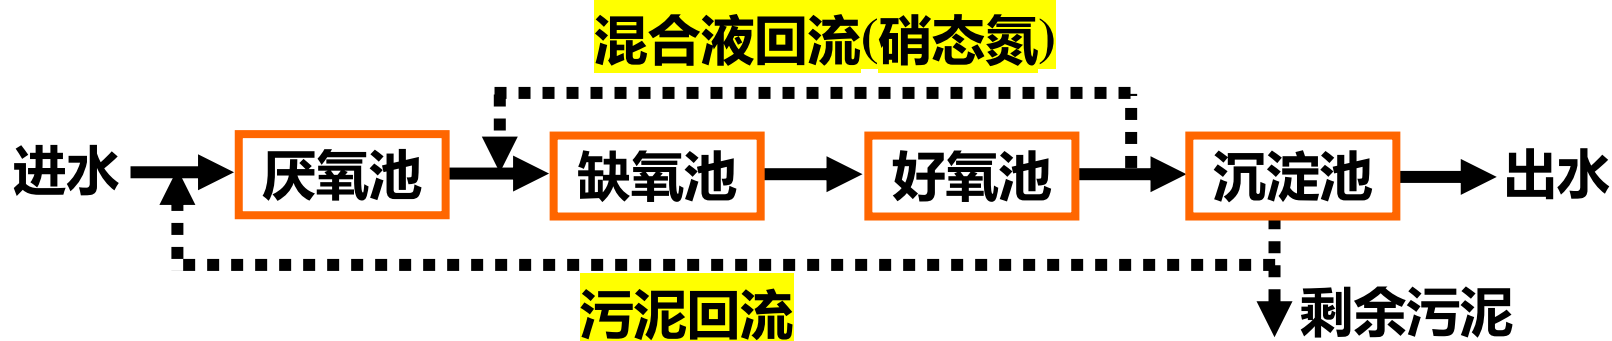 混合液回流(硝态氮)
进水
厌氧池
缺氧池
好氧池
沉淀池
出水
污泥回流
剩余污泥